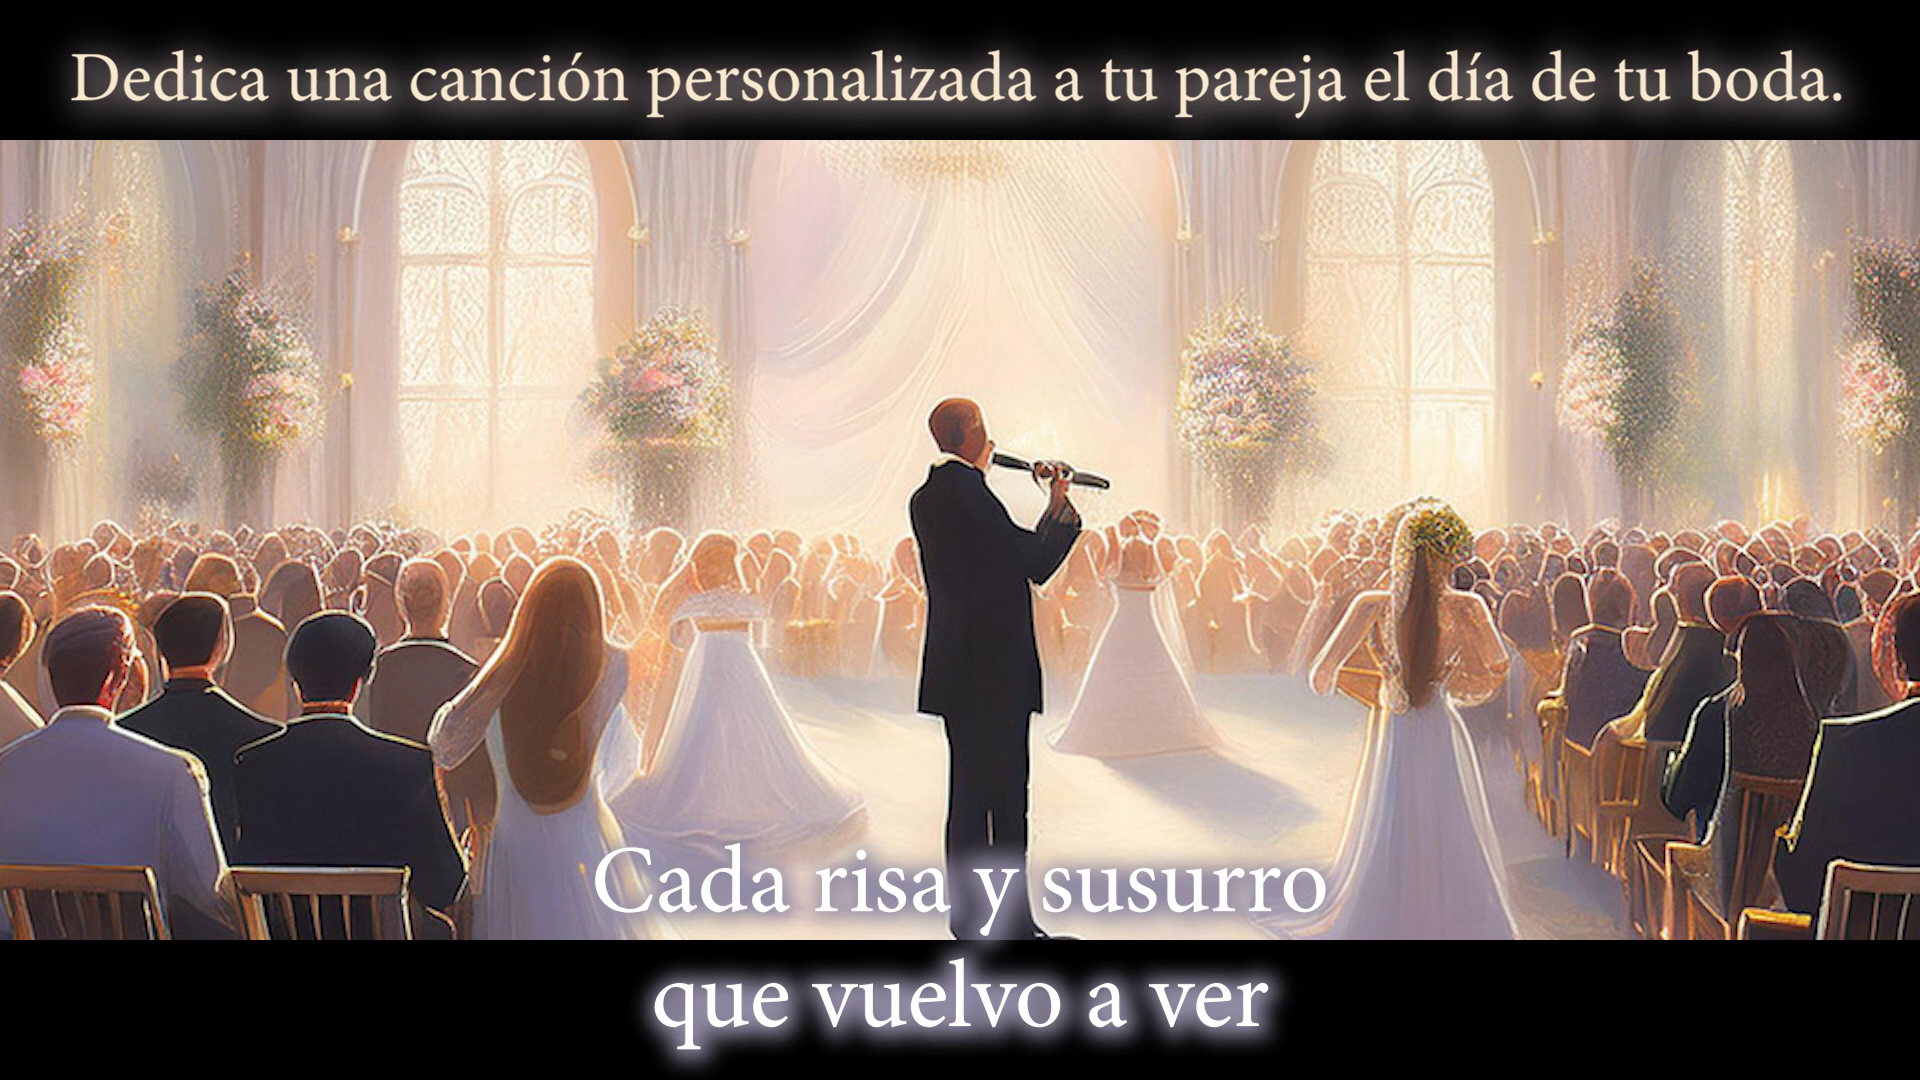 Dedica una canción personalizada a tu pareja el día de tu boda.
Cada risa y susurro
que vuelvo a ver